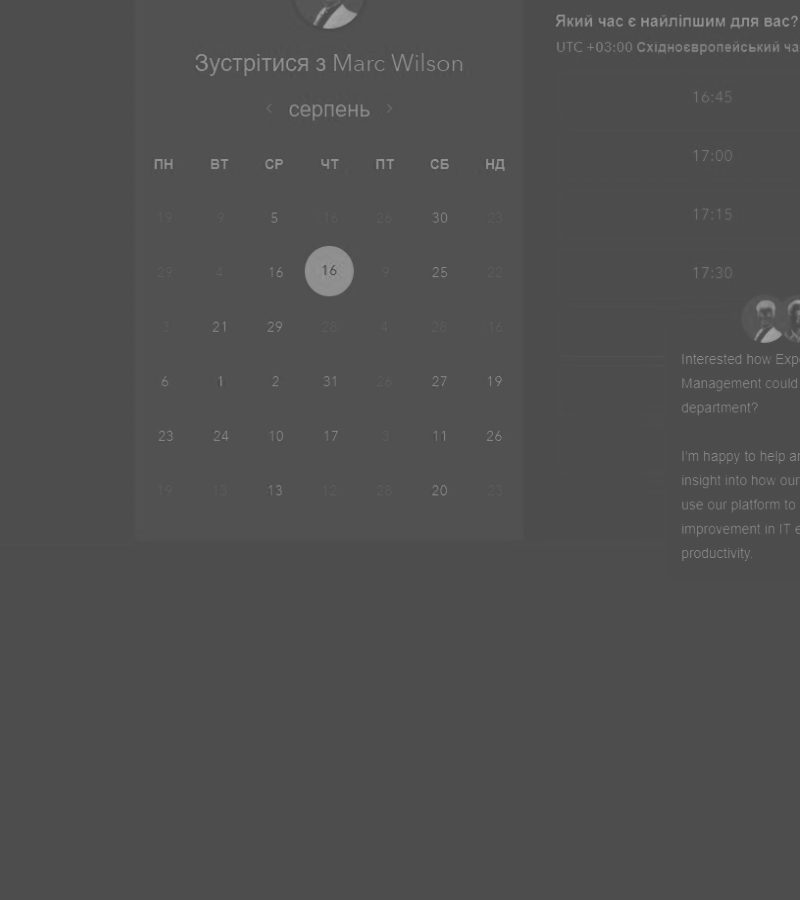 Зустрітися з Marc Wilson
‹ серпень ›
ПН ВТ СР ЧТ ПТ СБ НД
19 9 5 16 26 30 23
29 4 16 16 9 25 22
3 21 29 28 4 28 16
6 1 2 31 26 27 19
23 24 10 17 3 11 26
19 13 13 12 28 20 23
Який час є найліпшим для вас?
UTC +03:00 Східноєвропейський ча
16:45
17:00
17:15
17:30
Interested how Exp
Management could
department?
I'm happy to help an
insight into how our
use our platform to
improvement in IT e
productivity.